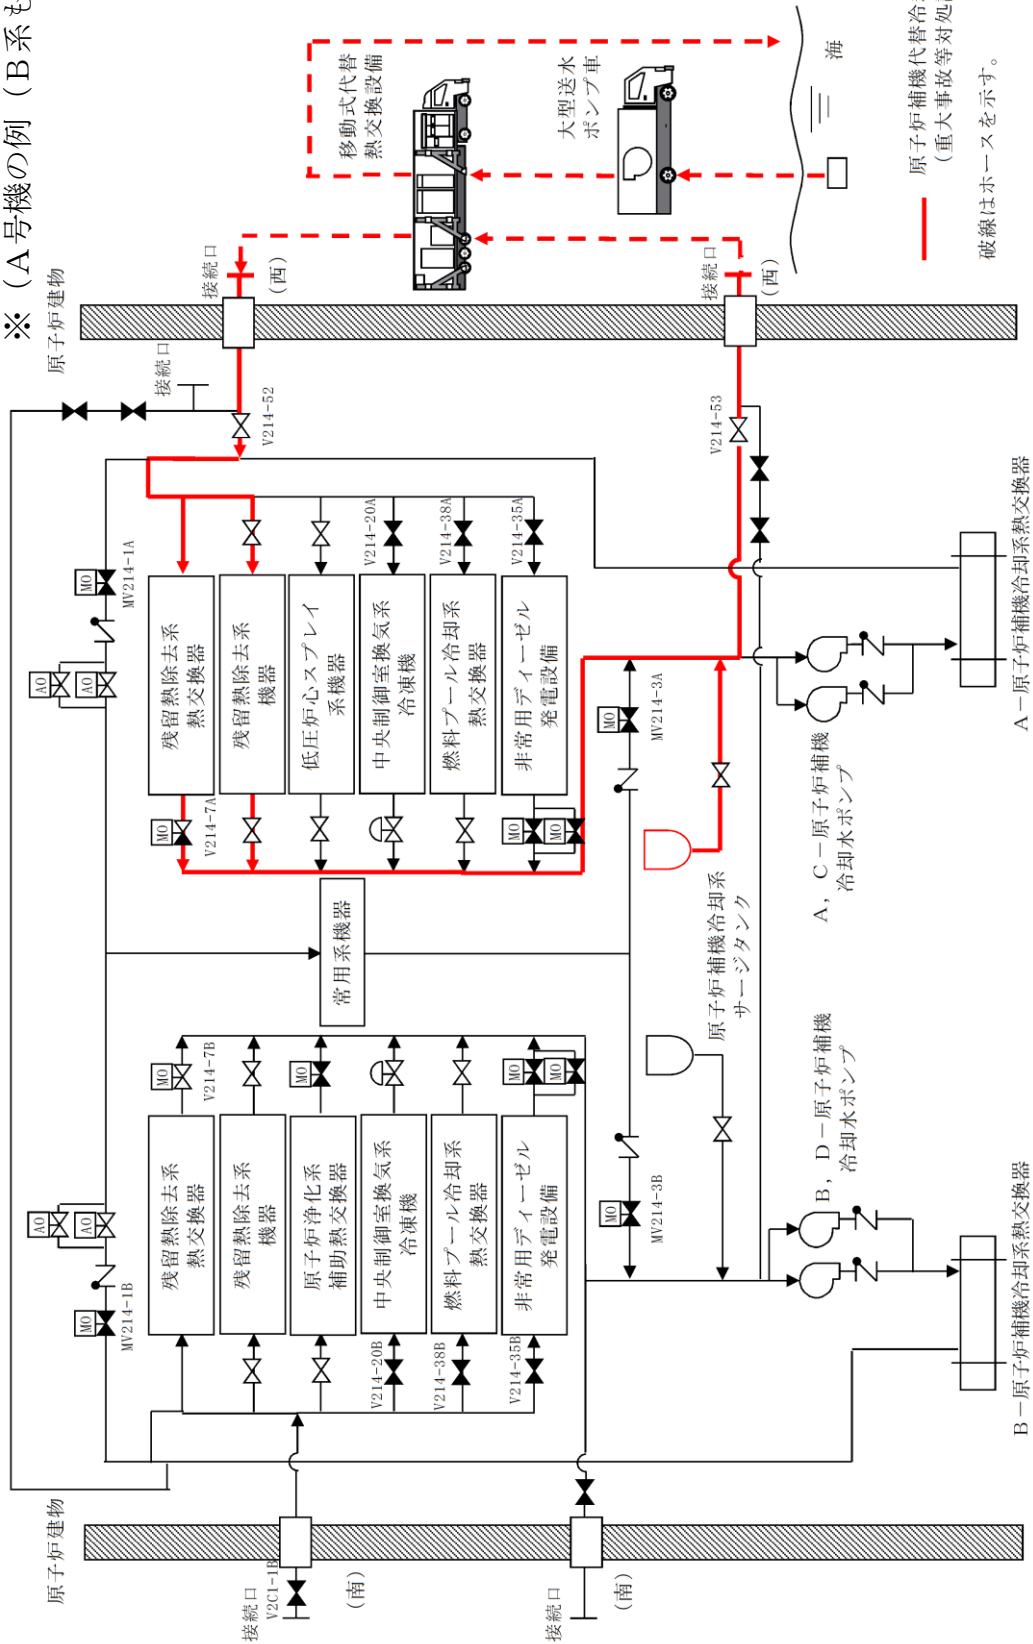 ※（A号機の例（B系も
原子炉建物
接続口
接続口
（西）
移動式代替
熱交換設備
大型送水
ポンプ車
接続口
（西）
海
原子炉補機代替冷
（重大事故等対処設
破線はホースを示す。
V214-52
V214-53
MO
MV214-1A
AO
AO
残留熱除去系
熱交換器
残留熱除去系
機器
低圧炉心スプレイ
系機器
中央制御室換気系
冷凍機
燃料プール冷却系
熱交換器
非常用ディーゼル
発電設備
V214-20A
V214-38A
V214-35A
MO
V214-7A
MO
MO
MO
MV214-3A
A，C－原子炉補機
冷却水ポンプ
A－原子炉補機冷却系熱交換器
常用系機器
原子炉補機冷却系
サージタンク
AO
AO
MO
MV214-1B
MO
V214-7B
MO
MO
MO
残留熱除去系
熱交換器
残留熱除去系
機器
原子炉浄化系
補助熱交換器
中央制御室換気系
冷凍機
燃料プール冷却系
熱交換器
非常用ディーゼル
発電設備
V214-20B
V214-38B
V214-35B
MO
MV214-3B
B，D－原子炉補機
冷却水ポンプ
B－原子炉補機冷却系熱交換器
原子炉建物
接続口
V2C1-1B
（南）
接続口
（南）